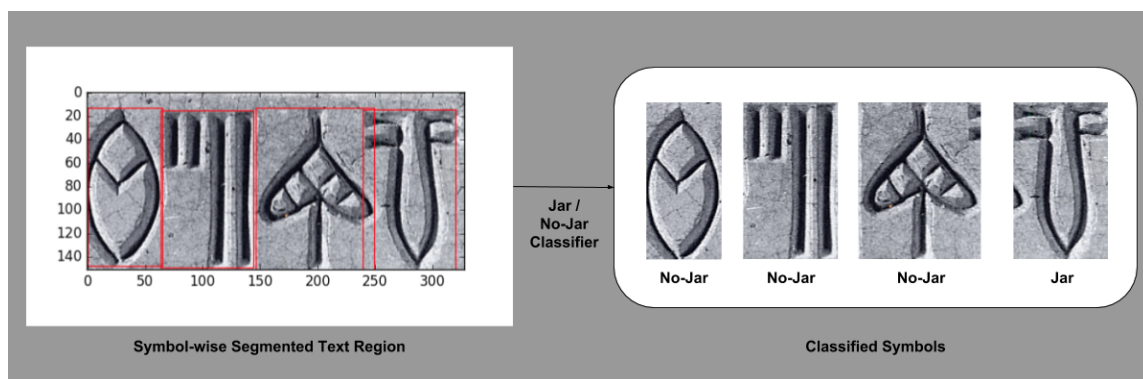 0
20
40
60
80
100
120
140
0 50 100 150 200 250 300
Jar /
No-Jar
Classifier
No-Jar No-Jar No-Jar Jar
Symbol-wise Segmented Text Region
Classified Symbols